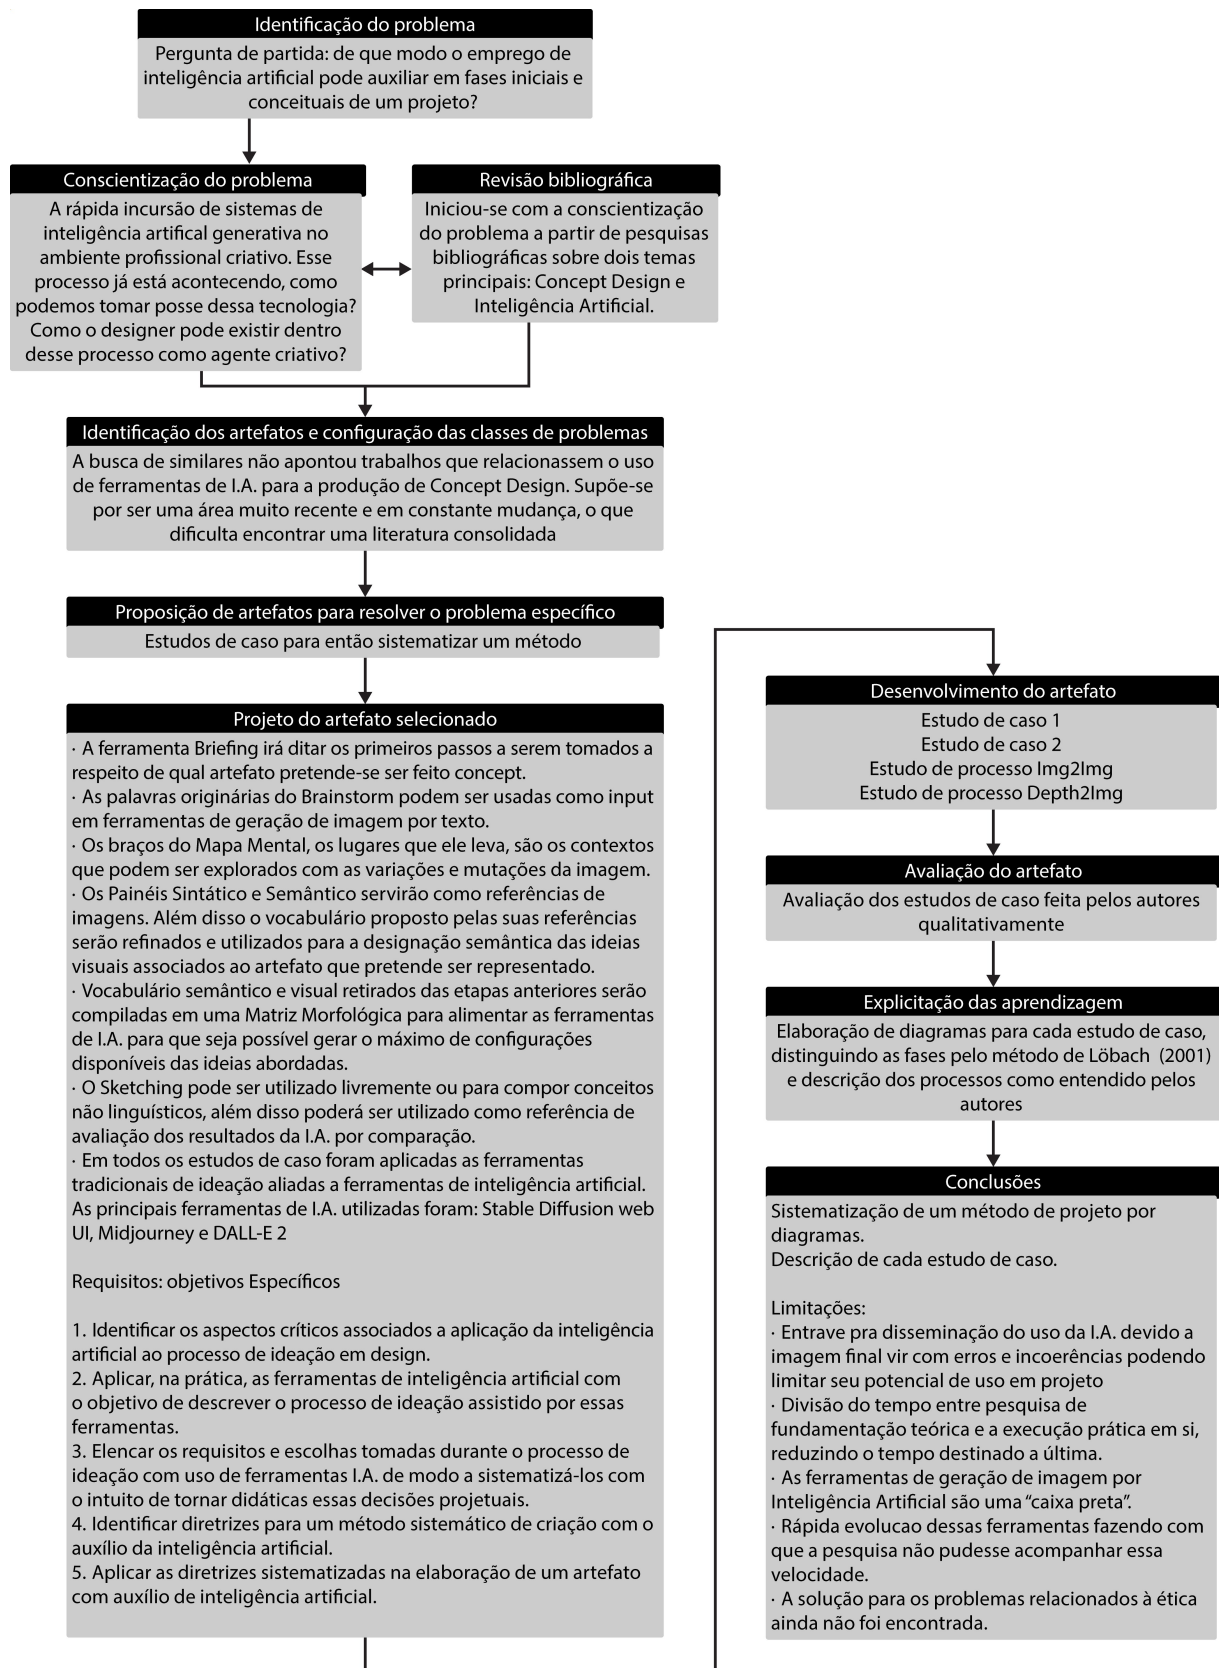 Identificação do problema
Pergunta de partida: de que modo o emprego de
inteligência artificial pode auxiliar em fases iniciais e
conceituais de um projeto?
Conscientização do problema
A rápida incursão de sistemas de
inteligência artifical generativa no
ambiente profissional criativo. Esse
processo já está acontecendo, como
podemos tomar posse dessa tecnologia?
Como o designer pode existir dentro
desse processo como agente criativo?
Revisão bibliográfica
Iniciou-se com a conscientização
do problema a partir de pesquisas
bibliográficas sobre dois temas
principais: Concept Design e
Inteligência Artificial.
Identificação dos artefatos e configuração das classes de problemas
A busca de similares não apontou trabalhos que relacionassem o uso
de ferramentas de I.A. para a produção de Concept Design. Supõe-se
por ser uma área muito recente e em constante mudança, o que
dificulta encontrar uma literatura consolidada
Proposição de artefatos para resolver o problema específico
Estudos de caso para então sistematizar um método
Projeto do artefato selecionado
· A ferramenta Briefing irá ditar os primeiros passos a serem tomados a
respeito de qual artefato pretende-se ser feito concept.
· As palavras originárias do Brainstorm podem ser usadas como input
em ferramentas de geração de imagem por texto.
· Os braços do Mapa Mental, os lugares que ele leva, são os contextos
que podem ser explorados com as variações e mutações da imagem.
· Os Painéis Sintático e Semântico servirão como referências de
imagens. Além disso o vocabulário proposto pelas suas referências
serão refinados e utilizados para a designação semântica das ideias
visuais associados ao artefato que pretende ser representado.
· Vocabulário semântico e visual retirados das etapas anteriores serão
compiladas em uma Matriz Morfológica para alimentar as ferramentas
de I.A. para que seja possível gerar o máximo de configurações
disponíveis das ideias abordadas.
· O Sketching pode ser utilizado livremente ou para compor conceitos
não linguísticos, além disso poderá ser utilizado como referência de
avaliação dos resultados da I.A. por comparação.
· Em todos os estudos de caso foram aplicadas as ferramentas
tradicionais de ideação aliadas a ferramentas de inteligência artificial.
As principais ferramentas de I.A. utilizadas foram: Stable Diffusion web
UI, Midjourney e DALL-E 2
Requisitos: objetivos Específicos
1. Identificar os aspectos críticos associados a aplicação da inteligência
artificial ao processo de ideação em design.
2. Aplicar, na prática, as ferramentas de inteligência artificial com
o objetivo de descrever o processo de ideação assistido por essas
ferramentas.
3. Elencar os requisitos e escolhas tomadas durante o processo de
ideação com uso de ferramentas I.A. de modo a sistematizá-los com
o intuito de tornar didáticas essas decisões projetuais.
4. Identificar diretrizes para um método sistemático de criação com o
auxílio da inteligência artificial.
5. Aplicar as diretrizes sistematizadas na elaboração de um artefato
com auxílio de inteligência artificial.
Desenvolvimento do artefato
Estudo de caso 1
Estudo de caso 2
Estudo de processo Img2Img
Estudo de processo Depth2Img
Avaliação do artefato
Avaliação dos estudos de caso feita pelos autores
qualitativamente
Explicitação das aprendizagem
Elaboração de diagramas para cada estudo de caso,
distinguindo as fases pelo método de Löbach (2001)
e descrição dos processos como entendido pelos
autores
Conclusões
Sistematização de um método de projeto por
diagramas.
Descrição de cada estudo de caso.
Limitações:
· Entrave pra disseminação do uso da I.A. devido a
imagem final vir com erros e incoerências podendo
limitar seu potencial de uso em projeto
· Divisão do tempo entre pesquisa de
fundamentação teórica e a execução prática em si,
reduzindo o tempo destinado a última.
· As ferramentas de geração de imagem por
Inteligência Artificial são uma “caixa preta”.
· Rápida evolucao dessas ferramentas fazendo com
que a pesquisa não pudesse acompanhar essa
velocidade.
· A solução para os problemas relacionados à ética
ainda não foi encontrada.